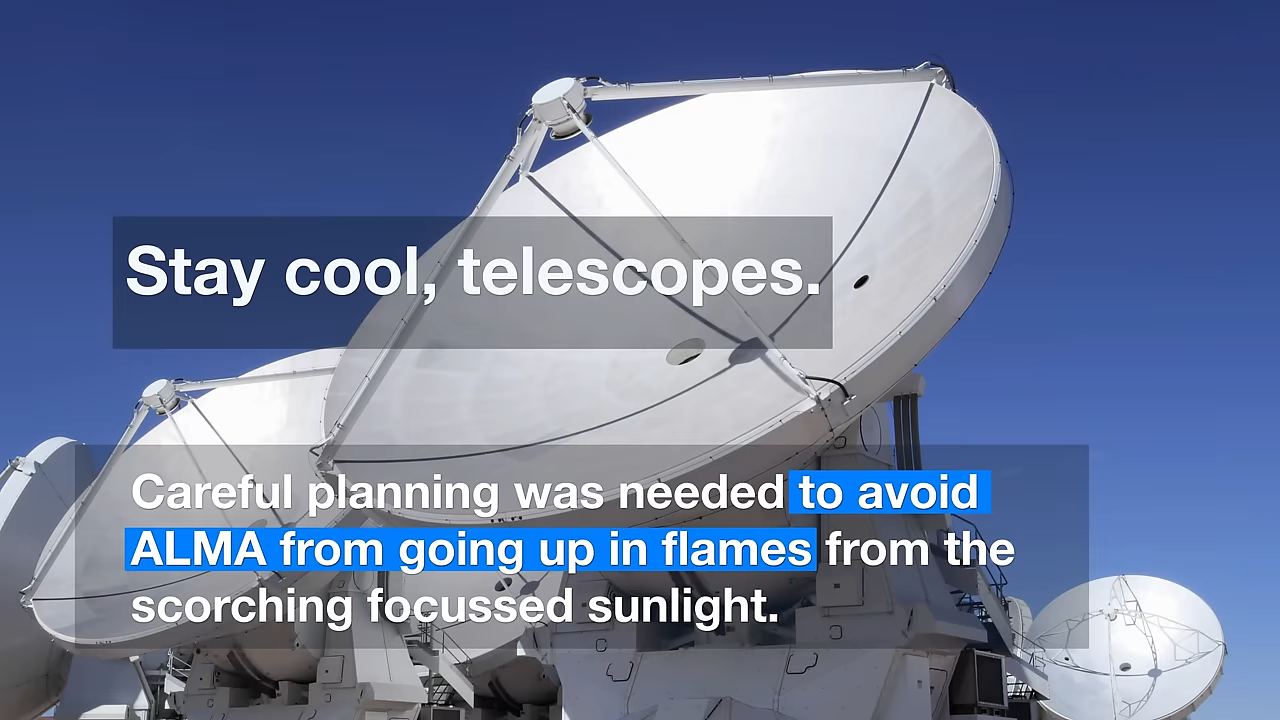 Stay cool, telescopes.
Careful planning was needed to avoid
ALMA from going up in flames from the
scorching focussed sunlight.